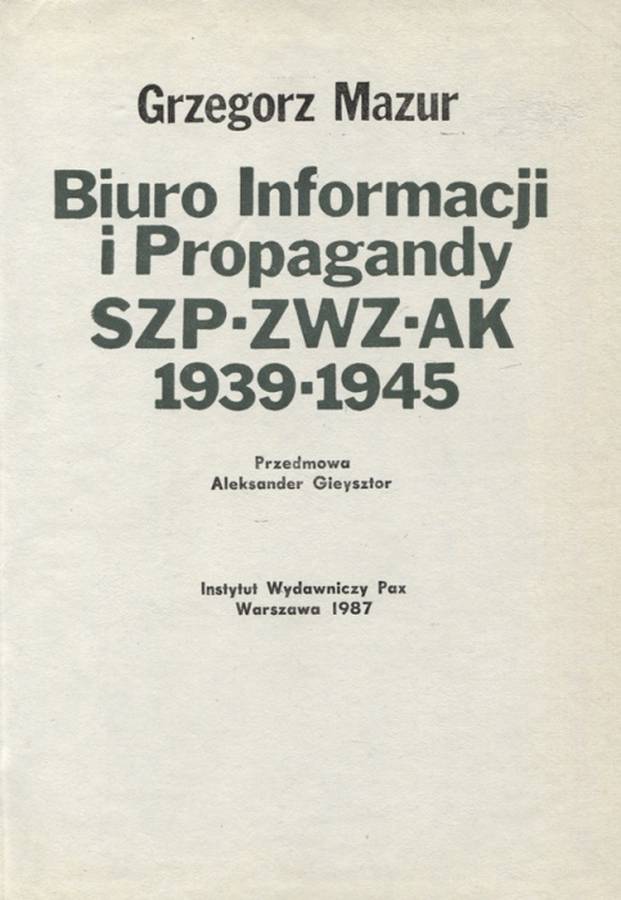 Grzegorz Mazur
Biuro Informacji
i Propagandy
SZP·ZWZ·AK
1939·1945
Przedmowa
Aleksander Gieysztor
Instytut Wydawniczy Pax
Warszawa 1987